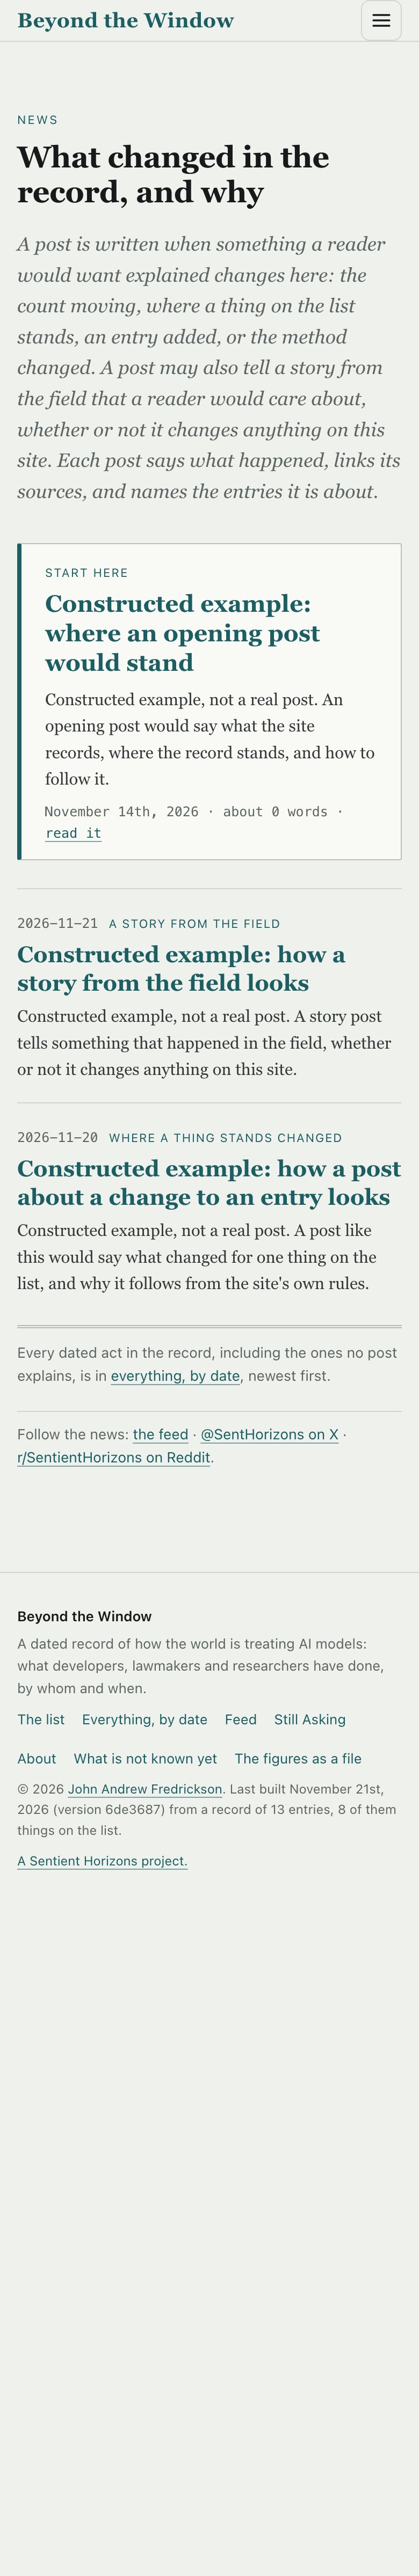 Beyond the Window
NEWS
What changed in the
record, and why
A post is written when something a reader
would want explained changes here: the
count moving, where a thing on the list
stands, an entry added, or the method
changed. A post may also tell a story from
the field that a reader would care about,
whether or not it changes anything on this
site. Each post says what happened, links its
sources, and names the entries it is about.
START HERE
Constructed example:
where an opening post
would stand
Constructed example, not a real post. An
opening post would say what the site
records, where the record stands, and how to
follow it.
November 14th, 2026 · about 0 words ·
read it
2026-11-21 A STORY FROM THE FIELD
Constructed example: how a
story from the field looks
Constructed example, not a real post. A story post
tells something that happened in the field, whether
or not it changes anything on this site.
2026-11-20 WHERE A THING STANDS CHANGED
Constructed example: how a post
about a change to an entry looks
Constructed example, not a real post. A post like
this would say what changed for one thing on the
list, and why it follows from the site's own rules.
Every dated act in the record, including the ones no post
explains, is in everything, by date, newest first.
Follow the news: the feed · @SentHorizons on X ·
r/SentientHorizons on Reddit.
Beyond the Window
A dated record of how the world is treating AI models:
what developers, lawmakers and researchers have done,
by whom and when.
The list Everything, by date Feed Still Asking
About What is not known yet The figures as a file
© 2026 John Andrew Fredrickson. Last built November 21st,
2026 (version 6de3687) from a record of 13 entries, 8 of them
things on the list.
A Sentient Horizons project.